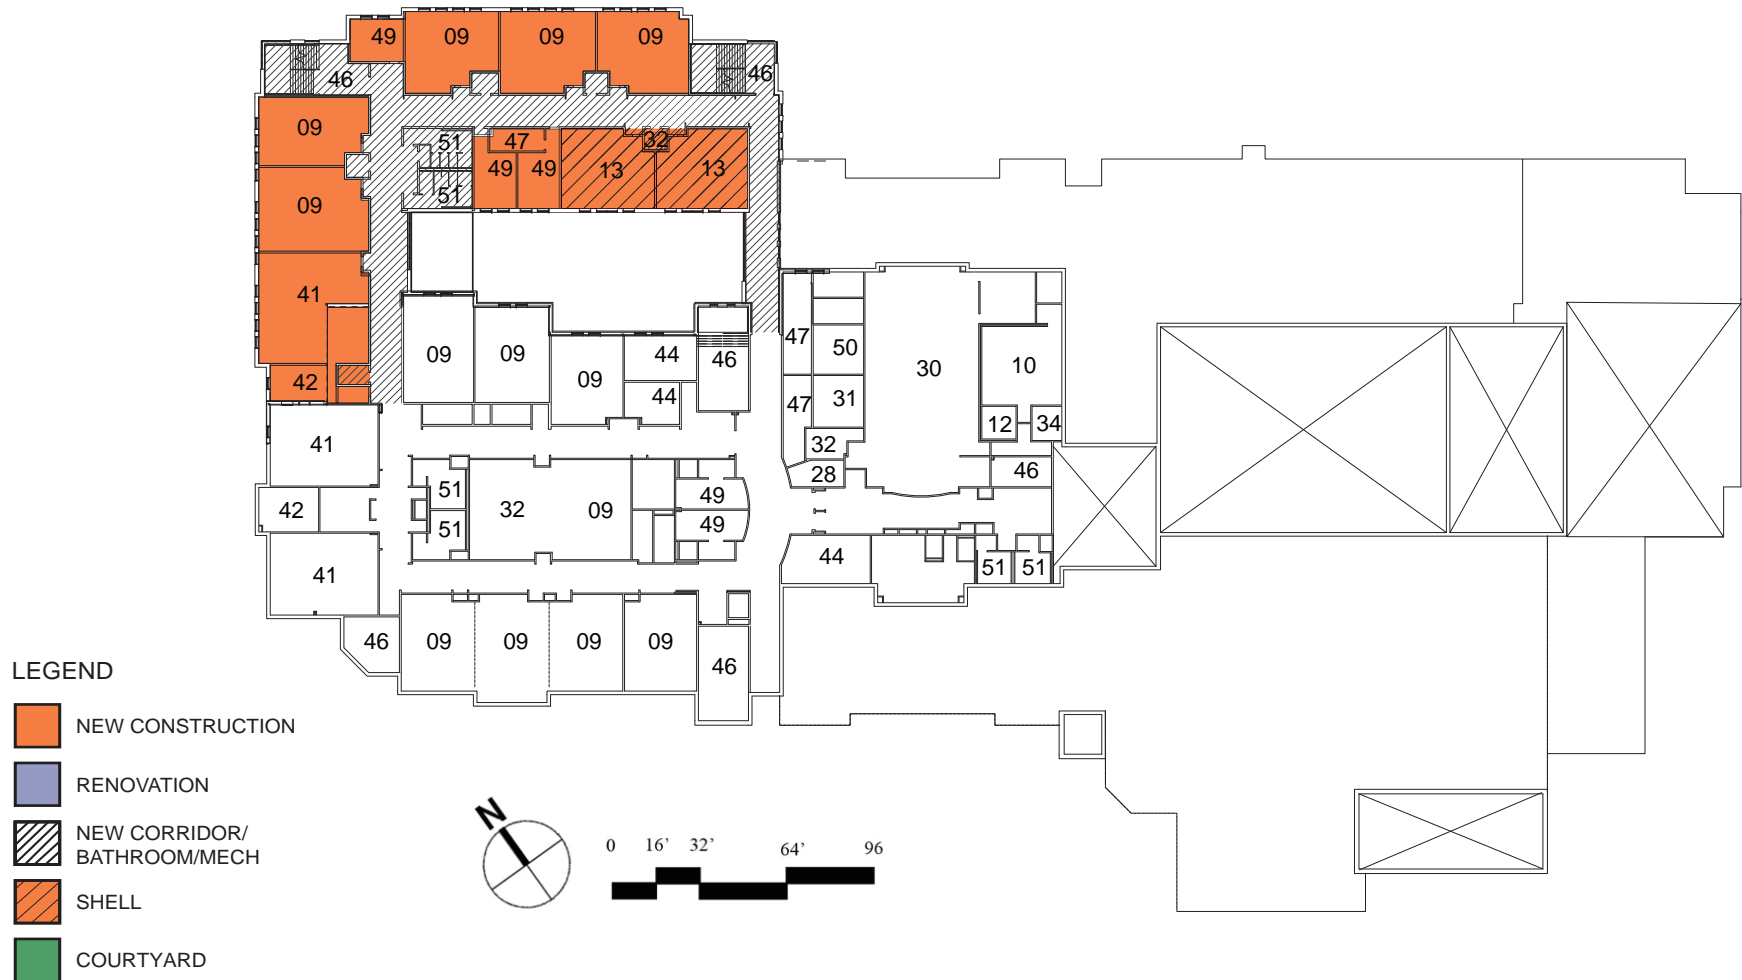 49 09 09 09
46 46
09
51 47 32
49 49 13 13
51
09
41
47 50 30 10
09 09 44 46
09
42 44 47 31
12 34
41 32
28 46
51 49
42 32 09
51 49
44
41 51 51
46 09 09 09 09
46
LEGEND
NEW CONSTRUCTION
RENOVATION
NEW CORRIDOR/
BATHROOM/MECH
SHELL
COURTYARD
N
0 16’ 32’ 64’ 96